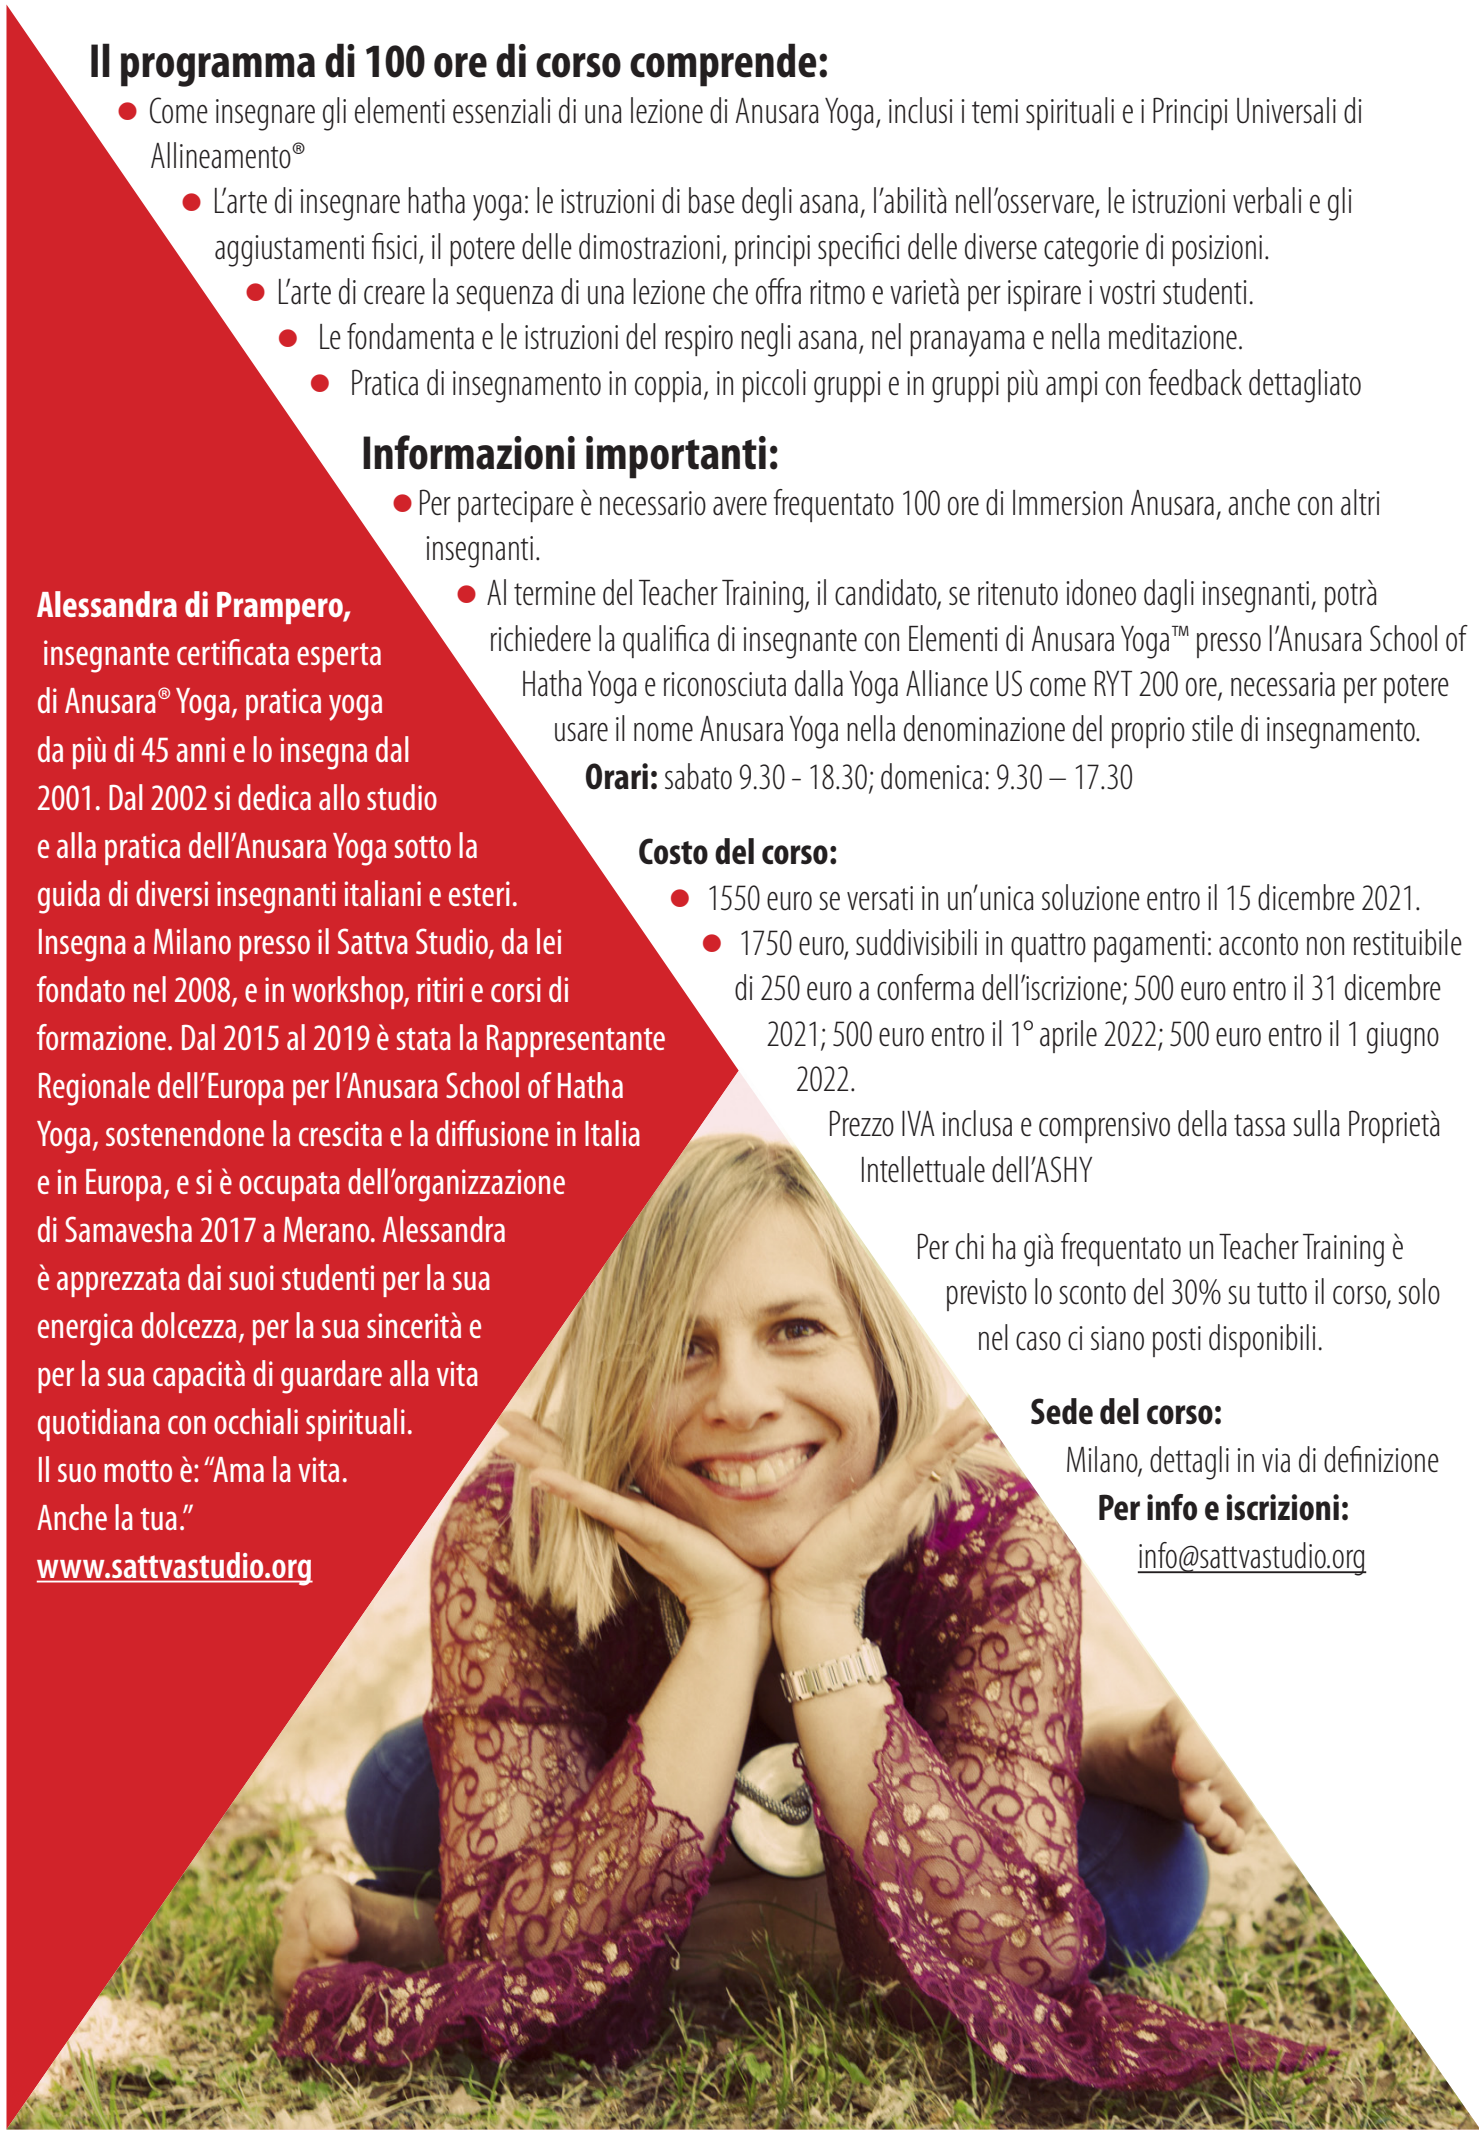 Il programma di 100 ore di corso comprende:
● Come insegnare gli elementi essenziali di una lezione di Anusara Yoga, inclusi i temi spirituali e i Principi Universali di
Allineamento®
● L’arte di insegnare hatha yoga: le istruzioni di base degli asana, l’abilità nell’osservare, le istruzioni verbali e gli
aggiustamenti fisici, il potere delle dimostrazioni, principi specifici delle diverse categorie di posizioni.
● L’arte di creare la sequenza di una lezione che offra ritmo e varietà per ispirare i vostri studenti.
● Le fondamenta e le istruzioni del respiro negli asana, nel pranayama e nella meditazione.
● Pratica di insegnamento in coppia, in piccoli gruppi e in gruppi più ampi con feedback dettagliato
Informazioni importanti:
● Per partecipare è necessario avere frequentato 100 ore di Immersion Anusara, anche con altri
insegnanti.
● Al termine del Teacher Training, il candidato, se ritenuto idoneo dagli insegnanti, potrà
richiedere la qualifica di insegnante con Elementi di Anusara Yoga™ presso l’Anusara School of
Hatha Yoga e riconosciuta dalla Yoga Alliance US come RYT 200 ore, necessaria per potere
usare il nome Anusara Yoga nella denominazione del proprio stile di insegnamento.
Orari: sabato 9.30 - 18.30; domenica: 9.30 – 17.30
Costo del corso:
● 1550 euro se versati in un’unica soluzione entro il 15 dicembre 2021.
● 1750 euro, suddivisibili in quattro pagamenti: acconto non restituibile
di 250 euro a conferma dell’iscrizione; 500 euro entro il 31 dicembre
2021; 500 euro entro il 1° aprile 2022; 500 euro entro il 1 giugno
2022.
Prezzo IVA inclusa e comprensivo della tassa sulla Proprietà
Intellettuale dell’ASHY
Per chi ha già frequentato un Teacher Training è
previsto lo sconto del 30% su tutto il corso, solo
nel caso ci siano posti disponibili.
Sede del corso:
Milano, dettagli in via di definizione
Per info e iscrizioni:
info@sattvastudio.org
Alessandra di Prampero,
insegnante certificata esperta
di Anusara® Yoga, pratica yoga
da più di 45 anni e lo insegna dal
2001. Dal 2002 si dedica allo studio
e alla pratica dell’Anusara Yoga sotto la
guida di diversi insegnanti italiani e esteri.
Insegna a Milano presso il Sattva Studio, da lei
fondato nel 2008, e in workshop, ritiri e corsi di
formazione. Dal 2015 al 2019 è stata la Rappresentante
Regionale dell’Europa per l’Anusara School of Hatha
Yoga, sostenendone la crescita e la diffusione in Italia
e in Europa, e si è occupata dell’organizzazione
di Samavesha 2017 a Merano. Alessandra
è apprezzata dai suoi studenti per la sua
energica dolcezza, per la sua sincerità e
per la sua capacità di guardare alla vita
quotidiana con occhiali spirituali.
Il suo motto è: “Ama la vita.
Anche la tua.”
www.sattvastudio.org